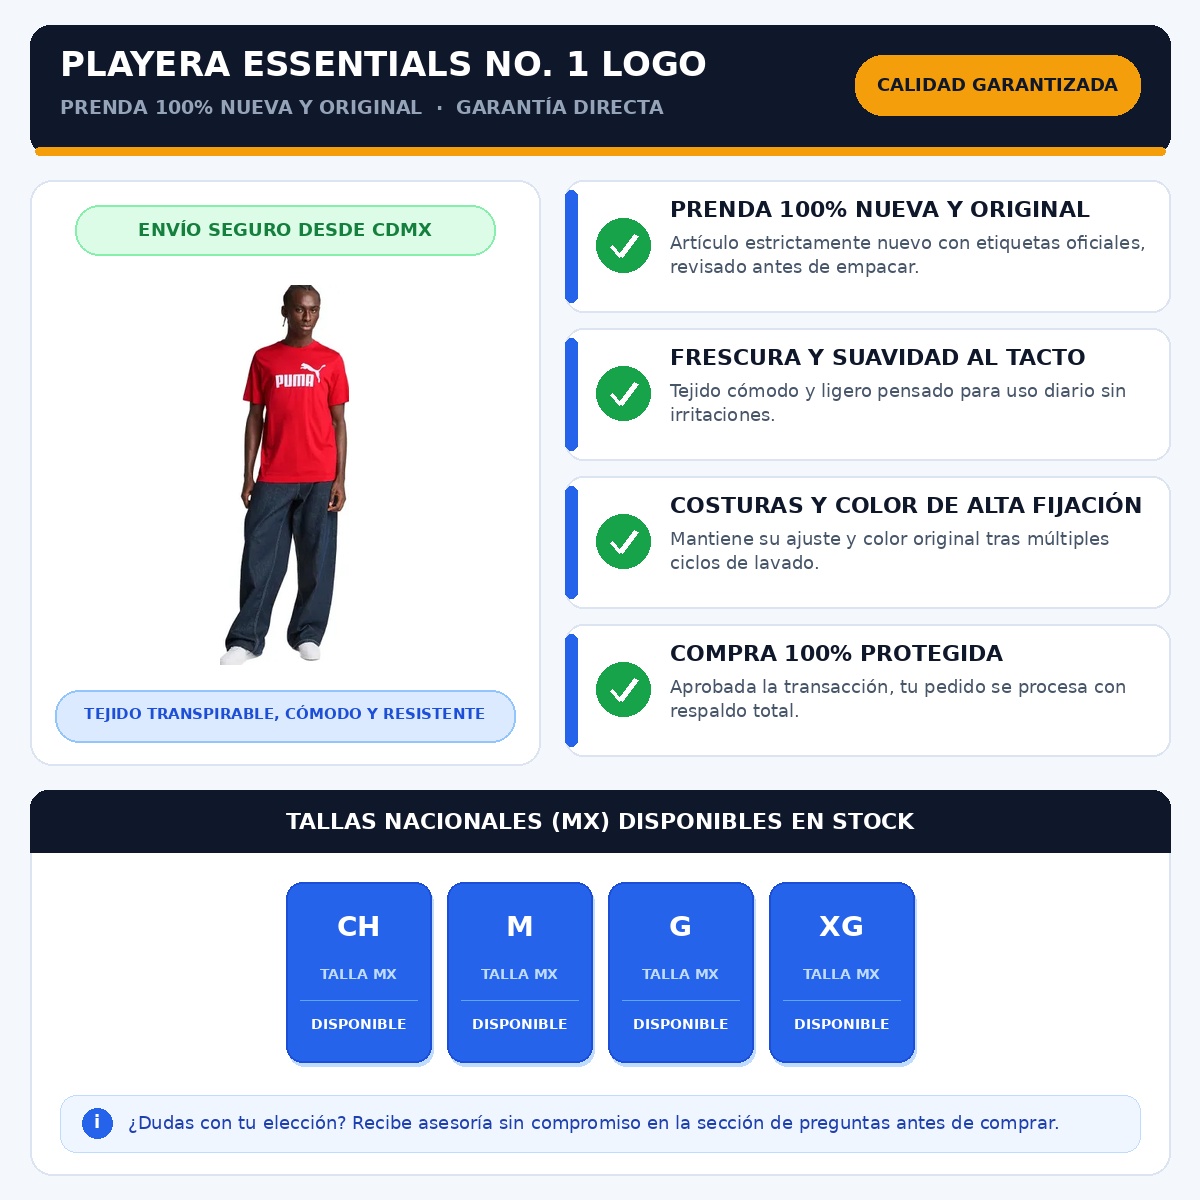 PLAYERA ESSENTIALS NO. 1 LOGO
PRENDA 100% NUEVA Y ORIGINAL · GARANTÍA DIRECTA
CALIDAD GARANTIZADA
ENVÍO SEGURO DESDE CDMX
PUMA
TEJIDO TRANSPIRABLE, CÓMODO Y RESISTENTE
PRENDA 100% NUEVA Y ORIGINAL
Artículo estrictamente nuevo con etiquetas oficiales,
revisado antes de empacar.
FRESCURA Y SUAVIDAD AL TACTO
Tejido cómodo y ligero pensado para uso diario sin
irritaciones.
COSTURAS Y COLOR DE ALTA FIJACIÓN
Mantiene su ajuste y color original tras múltiples
ciclos de lavado.
COMPRA 100% PROTEGIDA
Aprobada la transacción, tu pedido se procesa con
respaldo total.
TALLAS NACIONALES (MX) DISPONIBLES EN STOCK
CH
TALLA MX
DISPONIBLE
M
TALLA MX
DISPONIBLE
G
TALLA MX
DISPONIBLE
XG
TALLA MX
DISPONIBLE
i
¿Dudas con tu elección? Recibe asesoría sin compromiso en la sección de preguntas antes de comprar.